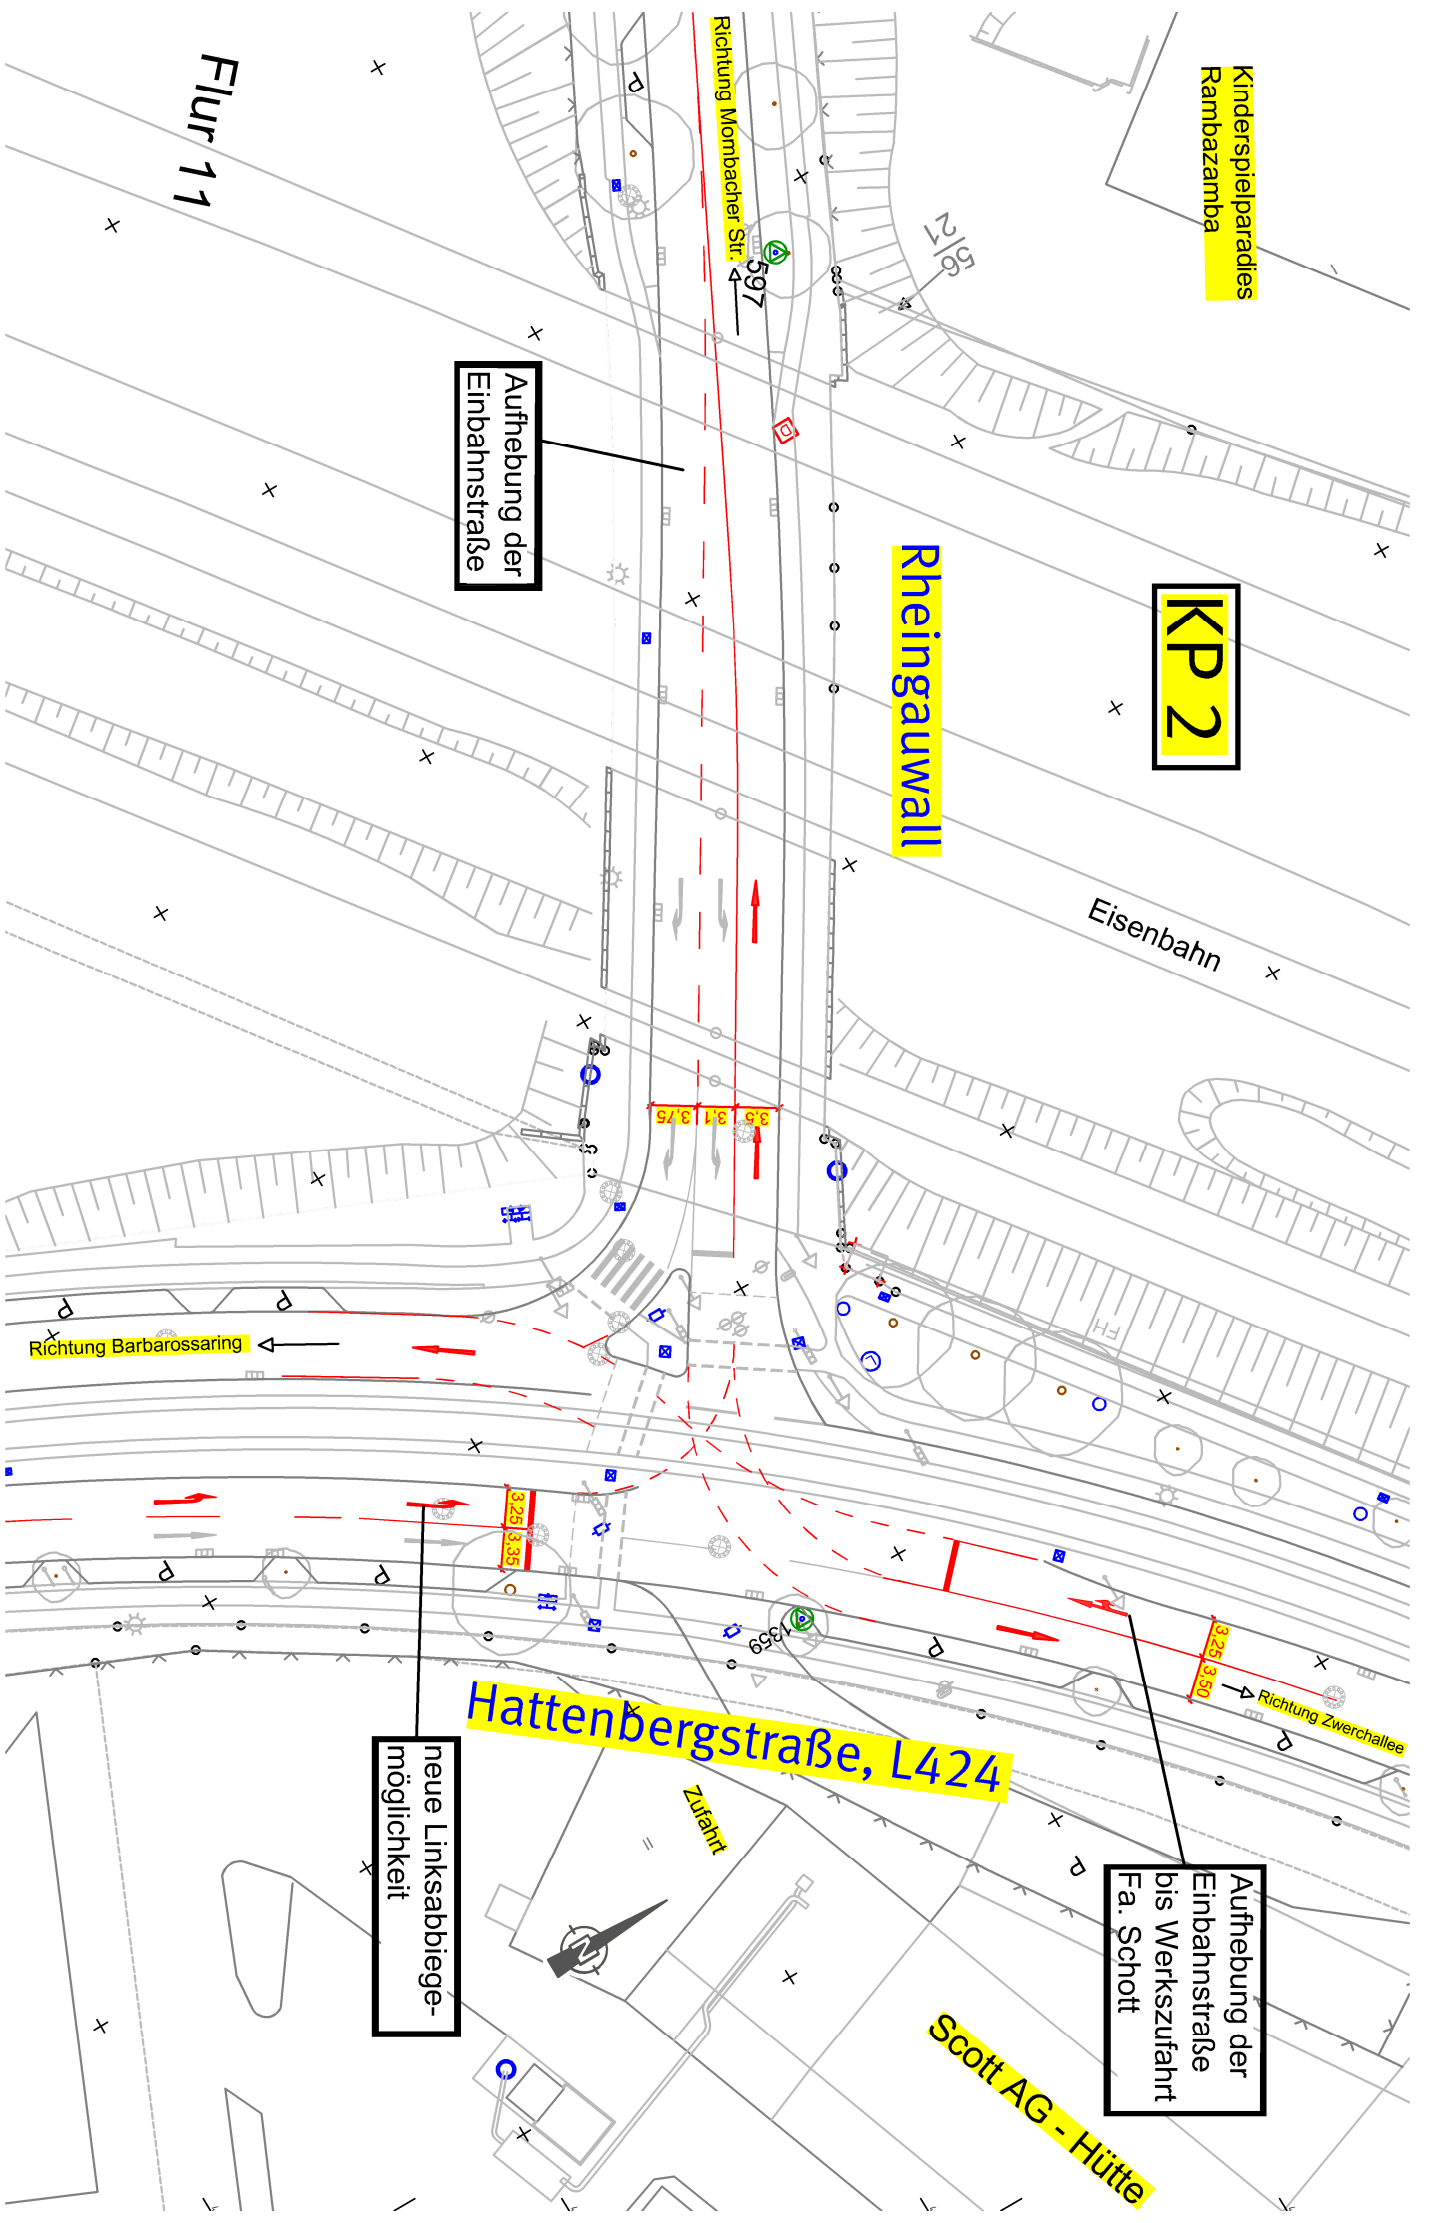 Flur 11
Richtung Mombacher Str.
Kinderspielparadies
Rambazamba
56/21
597
Aufhebung der
Einbahnstraße
Rheingauwall
KP 2
Eisenbahn
3,75
3,1
3,5
P
P
P
FH
Richtung Barbarossaring
3,25
3,35
P
P
1359
P
3,25
3,50
Richtung Zwerchallee
P
Hattenbergstraße, L424
Zufahrt
P
neue Linksabbiege-
möglichkeit
Aufhebung der
Einbahnstraße
bis Werkszufahrt
Fa. Schott
N
Scott AG - Hütte